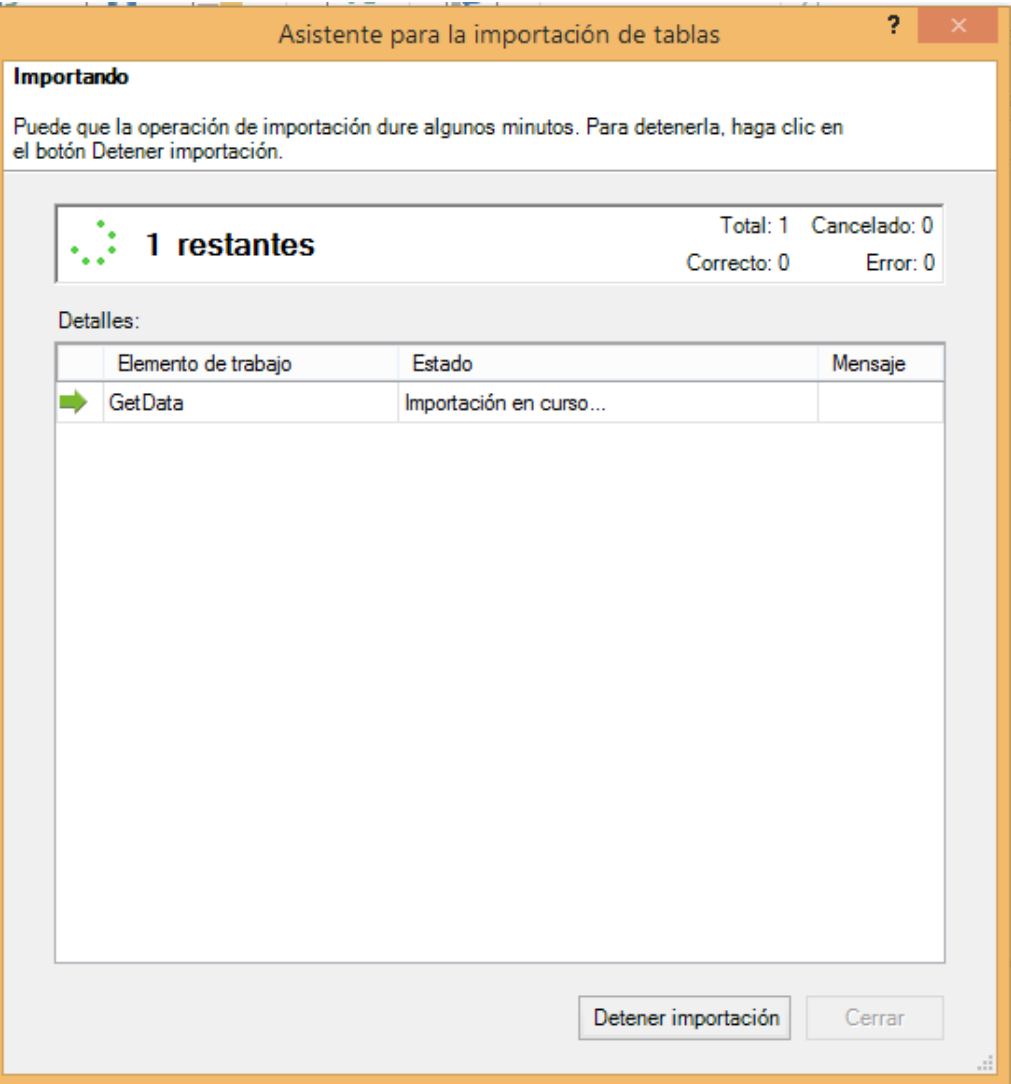 Asistente para la importación de tablas
?
Importando
Puede que la operación de importación dure algunos minutos. Para detenerla, haga clic en
el botón Detener importación.
1 restantes
Total: 1 Cancelado: 0
Correcto: 0 Error: 0
Detalles:
Elemento de trabajo Estado Mensaje
GetData Importación en curso...
Detener importación Cerrar